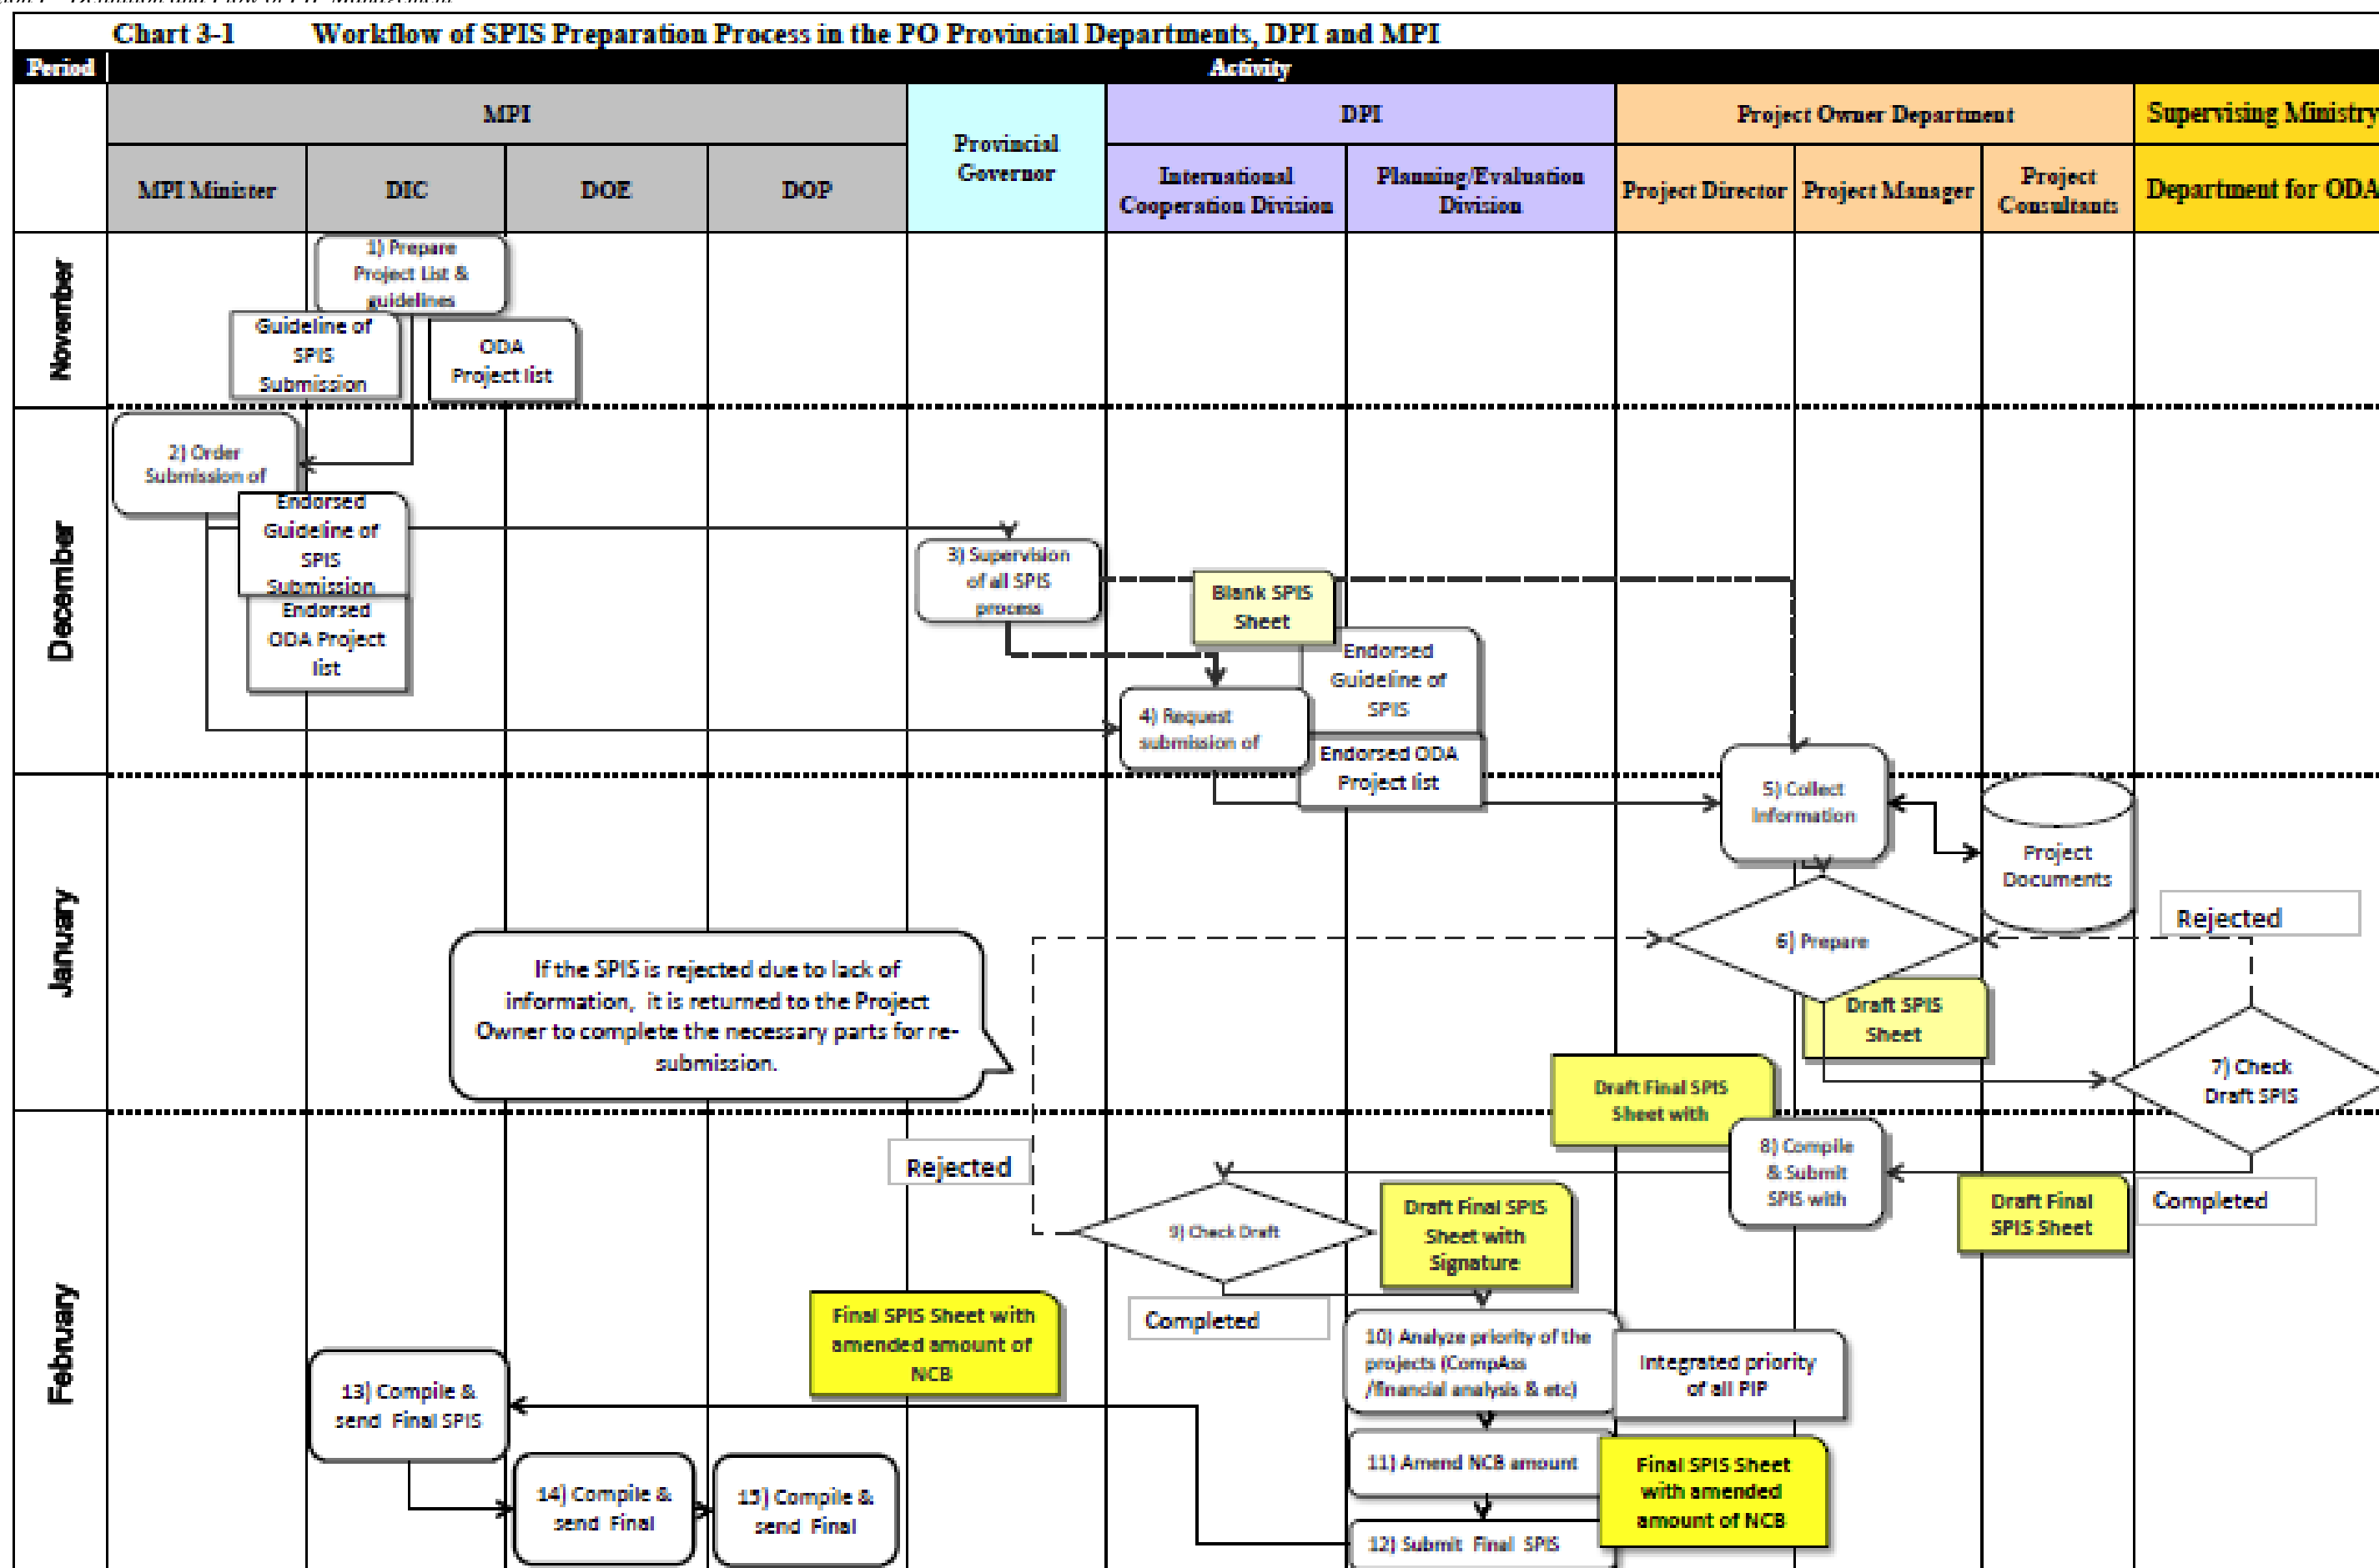 Chart 3-1 Workflow of SPIS Preparation Process in the PO Provincial Departments, DPI and MPI
Period
Activity
MPI
Provincial
Governor
DPI
Project Owner Department
Supervising Ministry
MPI Minister
DIC
DOE
DOP
International
Cooperation Division
Planning/Evaluation
Division
Project Director
Project Manager
Project
Consultants
Department for ODA
November
1) Prepare
Project List &
guidelines
Guideline of
SPIS
Submission
ODA
Project list
December
2) Order
Submission of
Endorsed
Guideline of
SPIS
Submission
Endorsed
ODA Project
list
3) Supervision
of all SPIS
process
Blank SPIS
Sheet
Endorsed
Guideline of
SPIS
4) Request
submission of
Endorsed ODA
Project list
January
5) Collect
Information
Project
Documents
Rejected
6) Prepare
If the SPIS is rejected due to lack of
information, it is returned to the Project
Owner to complete the necessary parts for re-
submission.
Draft SPIS
Sheet
7) Check
Draft SPIS
Draft Final SPIS
Sheet with
February
8) Compile
& Submit
SPIS with
Rejected
9) Check Draft
Draft Final SPIS
Sheet with
Signature
Draft Final
SPIS Sheet
Completed
Completed
Final SPIS Sheet with
amended amount of
NCB
10) Analyze priority of the
projects (CompAss
/financial analysis & etc)
Integrated priority
of all PIP
13) Compile &
send Final SPIS
11) Amend NCB amount
Final SPIS Sheet
with amended
amount of NCB
14) Compile &
send Final
15) Compile &
send Final
12) Submit Final SPIS